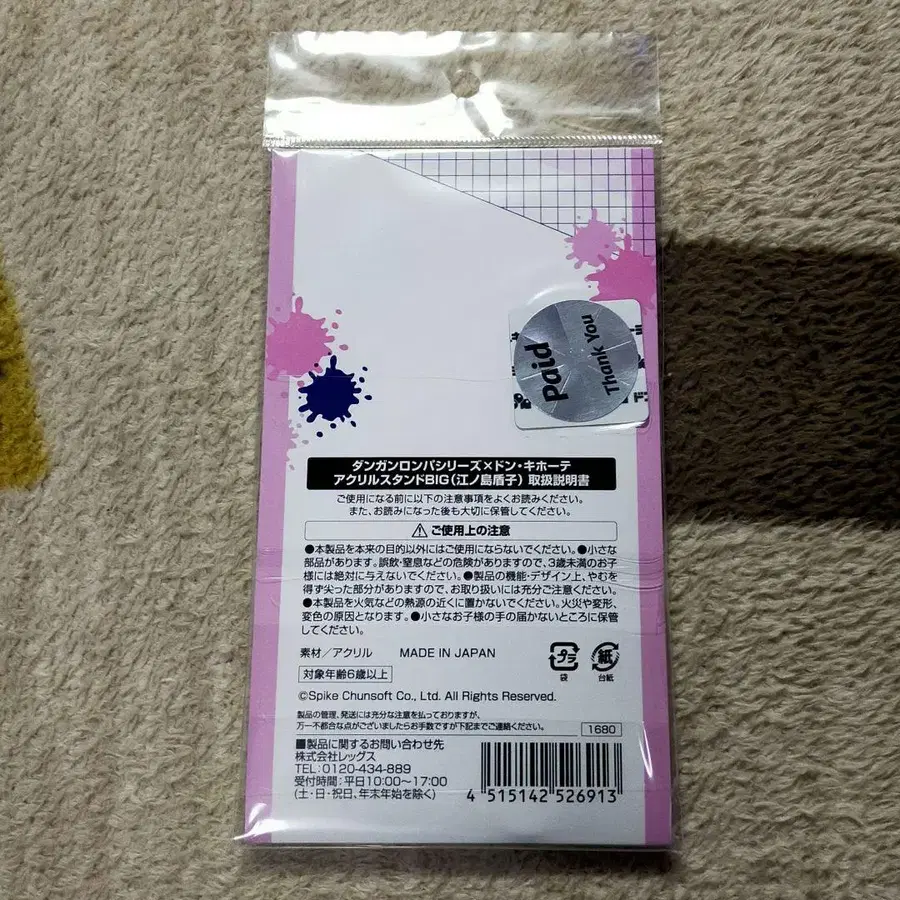 Paid
Thank You
ダンガンロンパシリーズ×ドン・キホーテ
アクリルスタンドBIG(江ノ島盾子) 取扱説明書
ご使用になる前に以下の注意事項をよくお読みください。
また、お読みになった後も大切に保管してください。
ご使用上の注意
●本製品を本来の目的以外にはご使用にならないでください。●小さな
部品があります。誤飲・窒息などの危険がありますので、3歳未満のお子
様には絶対に与えないでください。●製品の機能・デザイン上、やむを
得ず尖った部分がありますので、お取り扱いには充分ご注意ください。
●本製品を火気などの熱源の近くに置かないでください。火災や変形、
変色の原因となります。●小さなお子様の手の届かないところに保管
してください。
素材/アクリル MADE IN JAPAN
プラ
袋
紙
台紙
対象年齢6歳以上
©Spike Chunsoft Co., Ltd. All Rights Reserved.
製品の管理、発送には充分な注意を払っておりますが、
万一不都合な点がございましたらお手数ですが下記までご連絡ください。
1680
■製品に関するお問い合わせ先
株式会社レッグス
TEL:0120-434-889
受付時間:平日10:00〜17:00
(土・日・祝日、年末年始を除く)
4 515142 526913